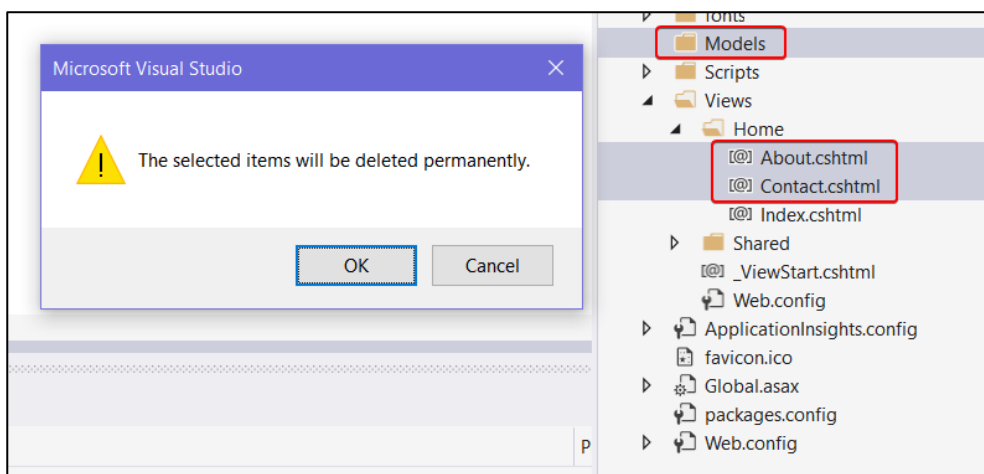 Microsoft Visual Studio
The selected items will be deleted permanently.
OK
Cancel
P
fonts
Models
Scripts
Views
Home
[@] About.cshtml
[@] Contact.cshtml
[@] Index.cshtml
Shared
[@] _ViewStart.cshtml
Web.config
ApplicationInsights.config
favicon.ico
Global.asax
packages.config
Web.config